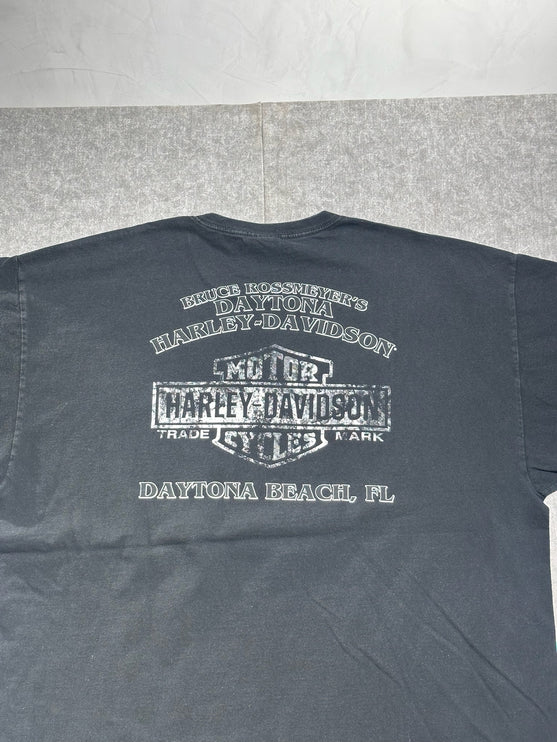 BRUCE ROSSMEYER'S
DAYTONA
HARLEY-DAVIDSON
MOTOR
HARLEY-DAVIDSON
TRADE MARK
CYCLES
DAYTONA BEACH, FL